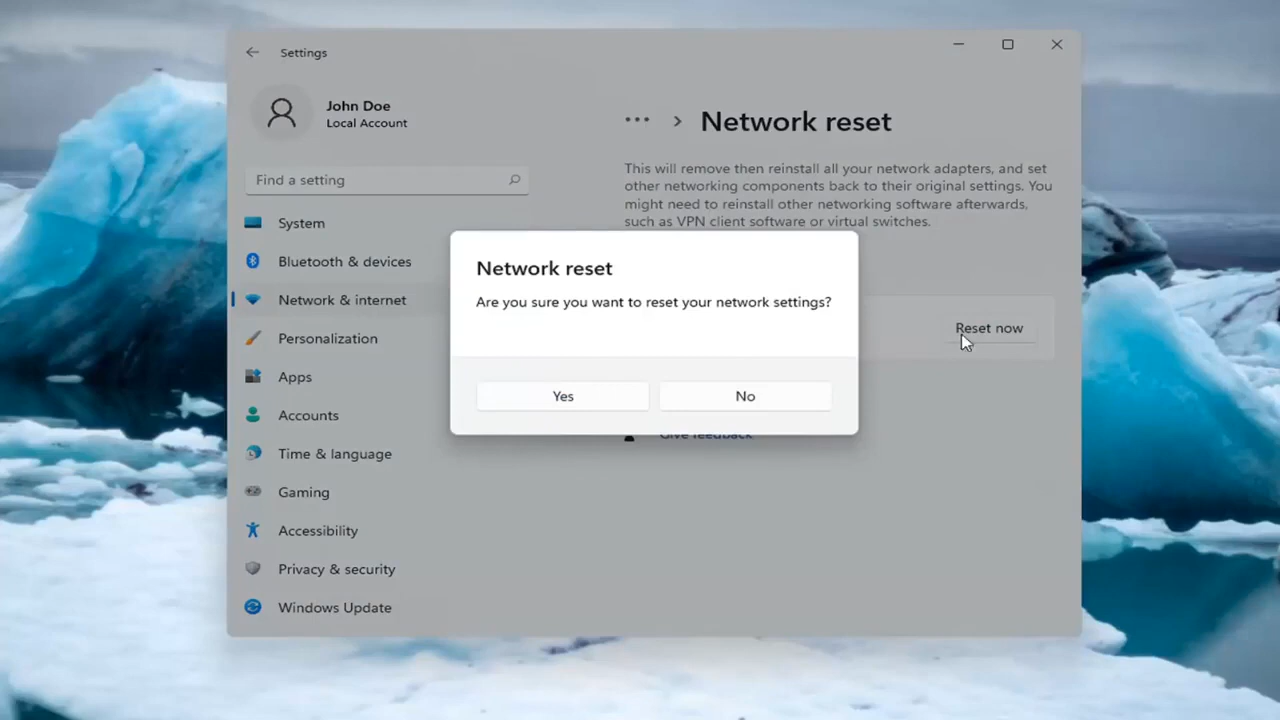 Settings
John Doe
Local Account
Find a setting
System
Bluetooth & devices
Network & internet
Personalization
Apps
Accounts
Time & language
Gaming
Accessibility
Privacy & security
Windows Update
Network reset
This will remove then reinstall all your network adapters, and set
other networking components back to their original settings. You
might need to reinstall other networking software afterwards,
such as VPN client software or virtual switches.
Reset now
Network reset
Are you sure you want to reset your network settings?
Yes
No
Give feedback